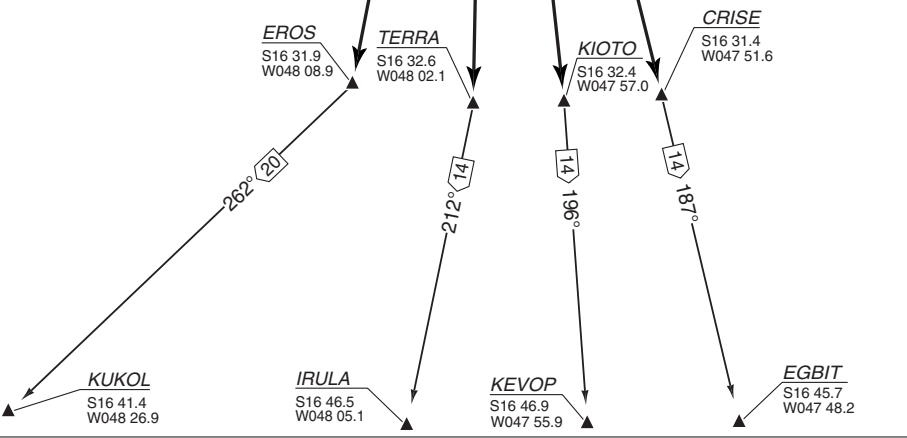 EROS
S16 31.9
W048 08.9
TERRA
S16 32.6
W048 02.1
KIOTO
S16 32.4
W047 57.0
CRISE
S16 31.4
W047 51.6
20
262°
14
212°
14
196°
14
187°
KUKOL
S16 41.4
W048 26.9
IRULA
S16 46.5
W048 05.1
KEVOP
S16 46.9
W047 55.9
EGBIT
S16 45.7
W047 48.2